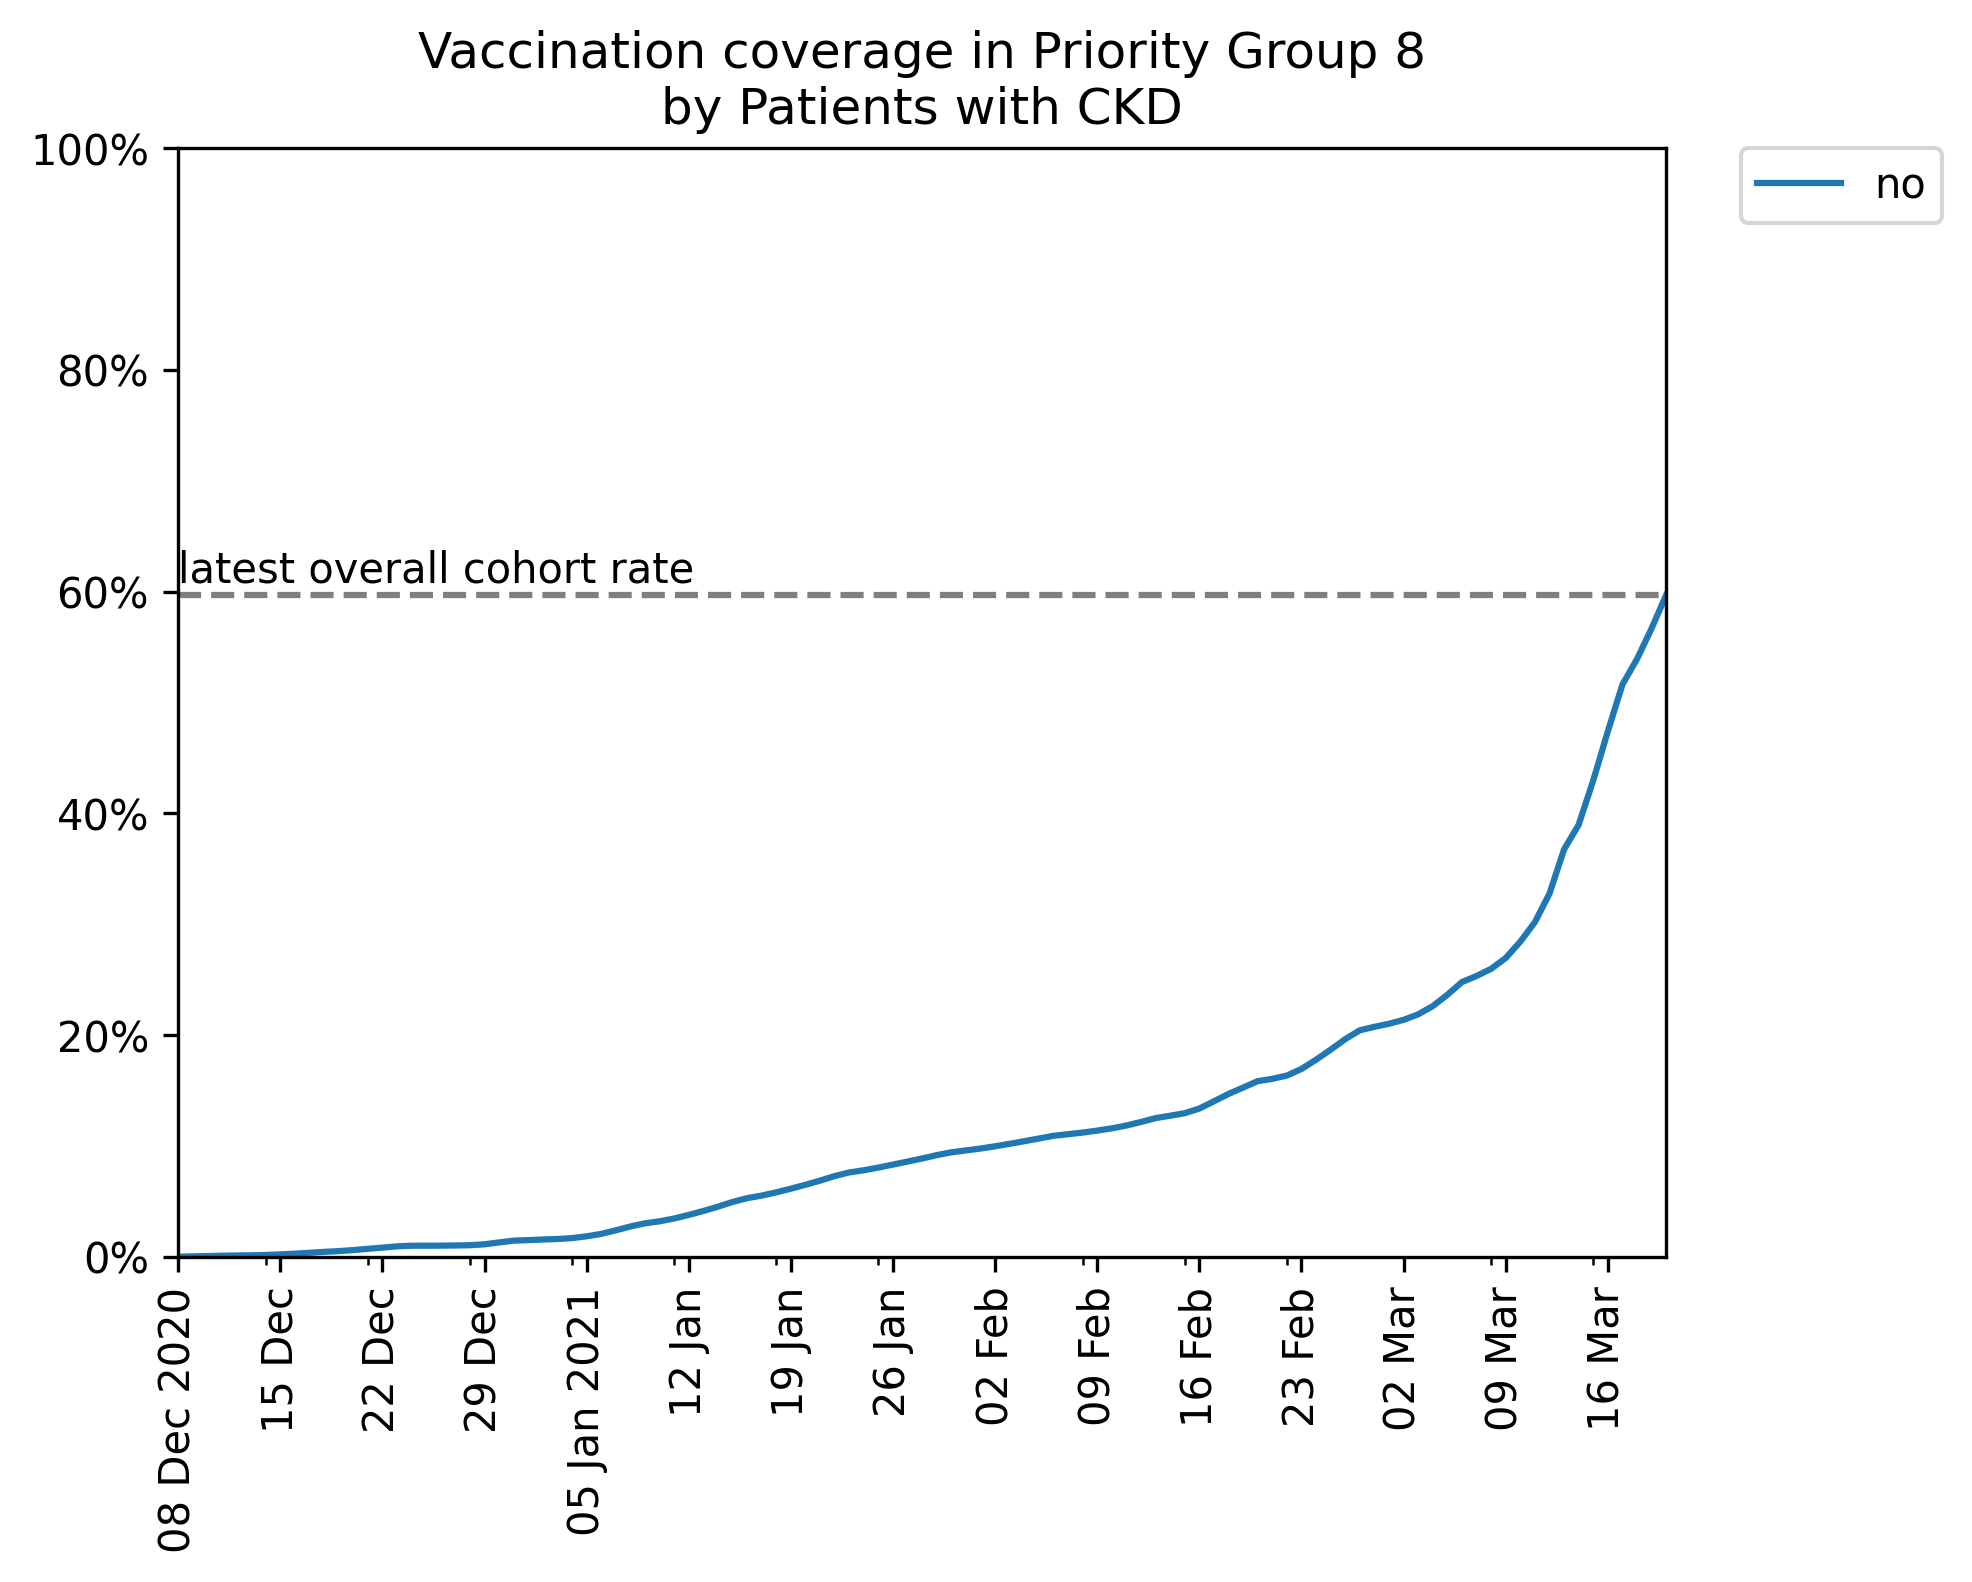 Vaccination coverage in Priority Group 8
by Patients with CKD
100%
80%
60%
40%
20%
0%
latest overall cohort rate
no
08 Dec 2020
15 Dec
22 Dec
29 Dec
05 Jan 2021
12 Jan
19 Jan
26 Jan
02 Feb
09 Feb
16 Feb
23 Feb
02 Mar
09 Mar
16 Mar